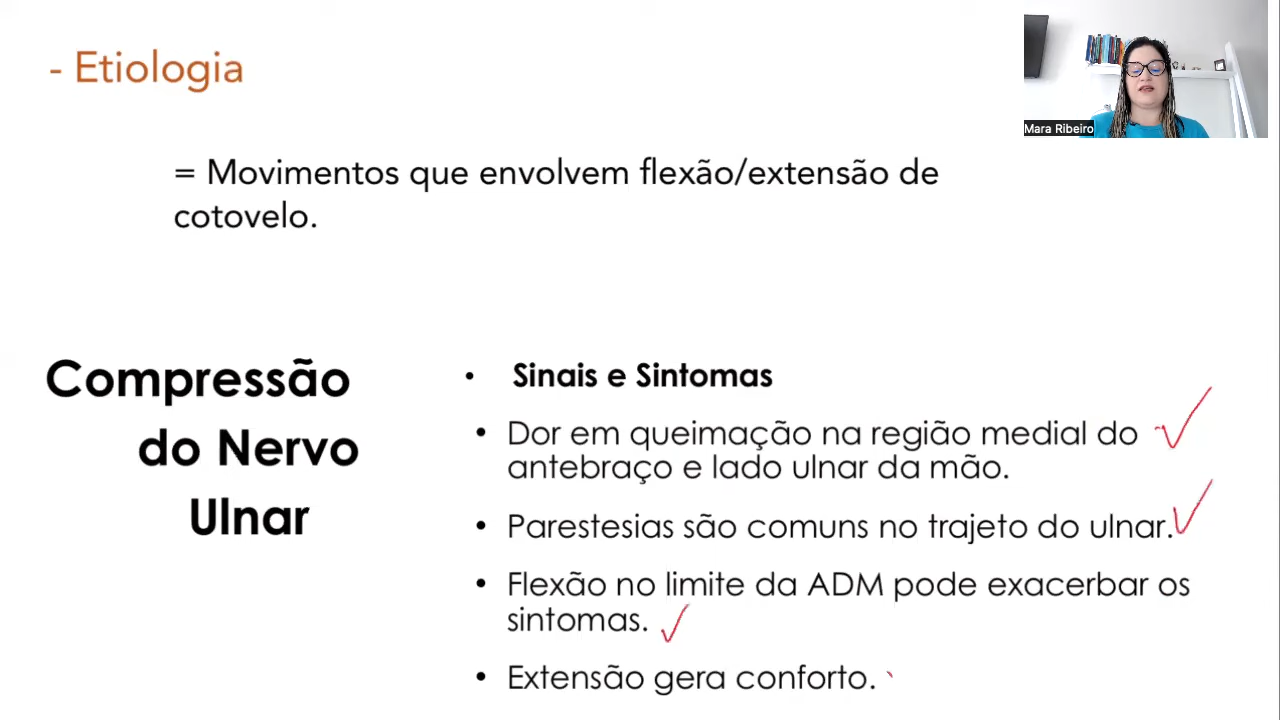 - Etiologia
Mara Ribeiro
= Movimentos que envolvem flexão/extensão de
cotovelo.
Compressão
do Nervo
Ulnar
• Sinais e Sintomas
• Dor em queimação na região medial do
antebraço e lado ulnar da mão.
• Parestesias são comuns no trajeto do ulnar.
• Flexão no limite da ADM pode exacerbar os
sintomas.
• Extensão gera conforto.